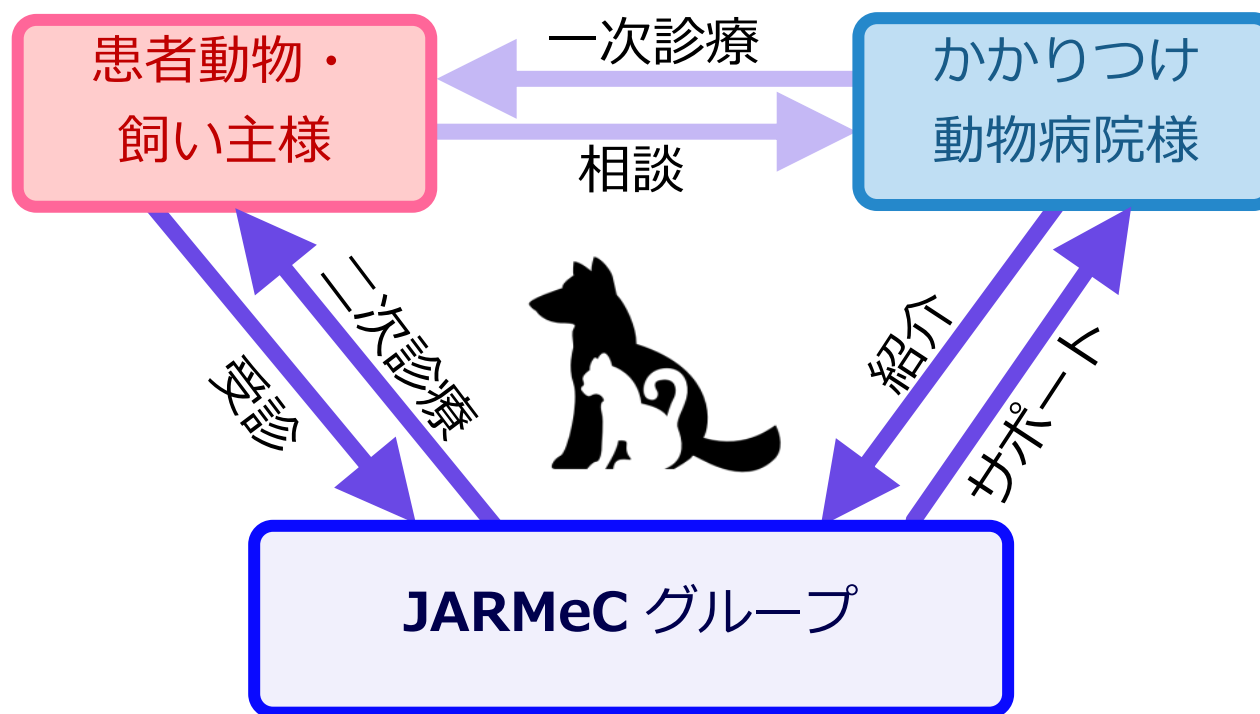 患者動物・
飼い主様
一次診療
相談
かかりつけ
動物病院様
受診
二次診療
紹介
サポート
JARMeC グループ